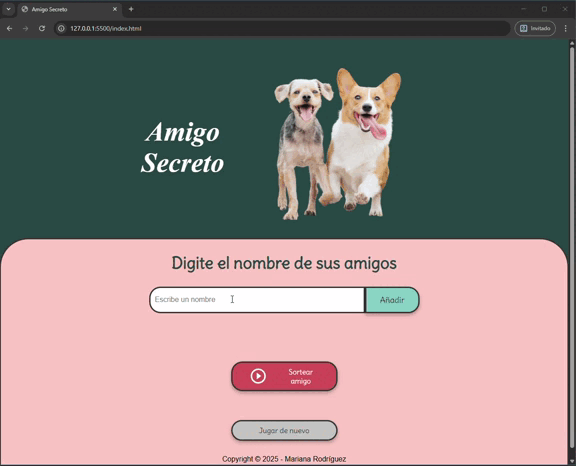 Amigo Secreto
127.0.0.1:5500/index.html
Invitado
Amigo
Secreto
Digite el nombre de sus amigos
Escribe un nombre
Añadir
Sortear
amigo
Jugar de nuevo
Copyright © 2025 - Mariana Rodríguez